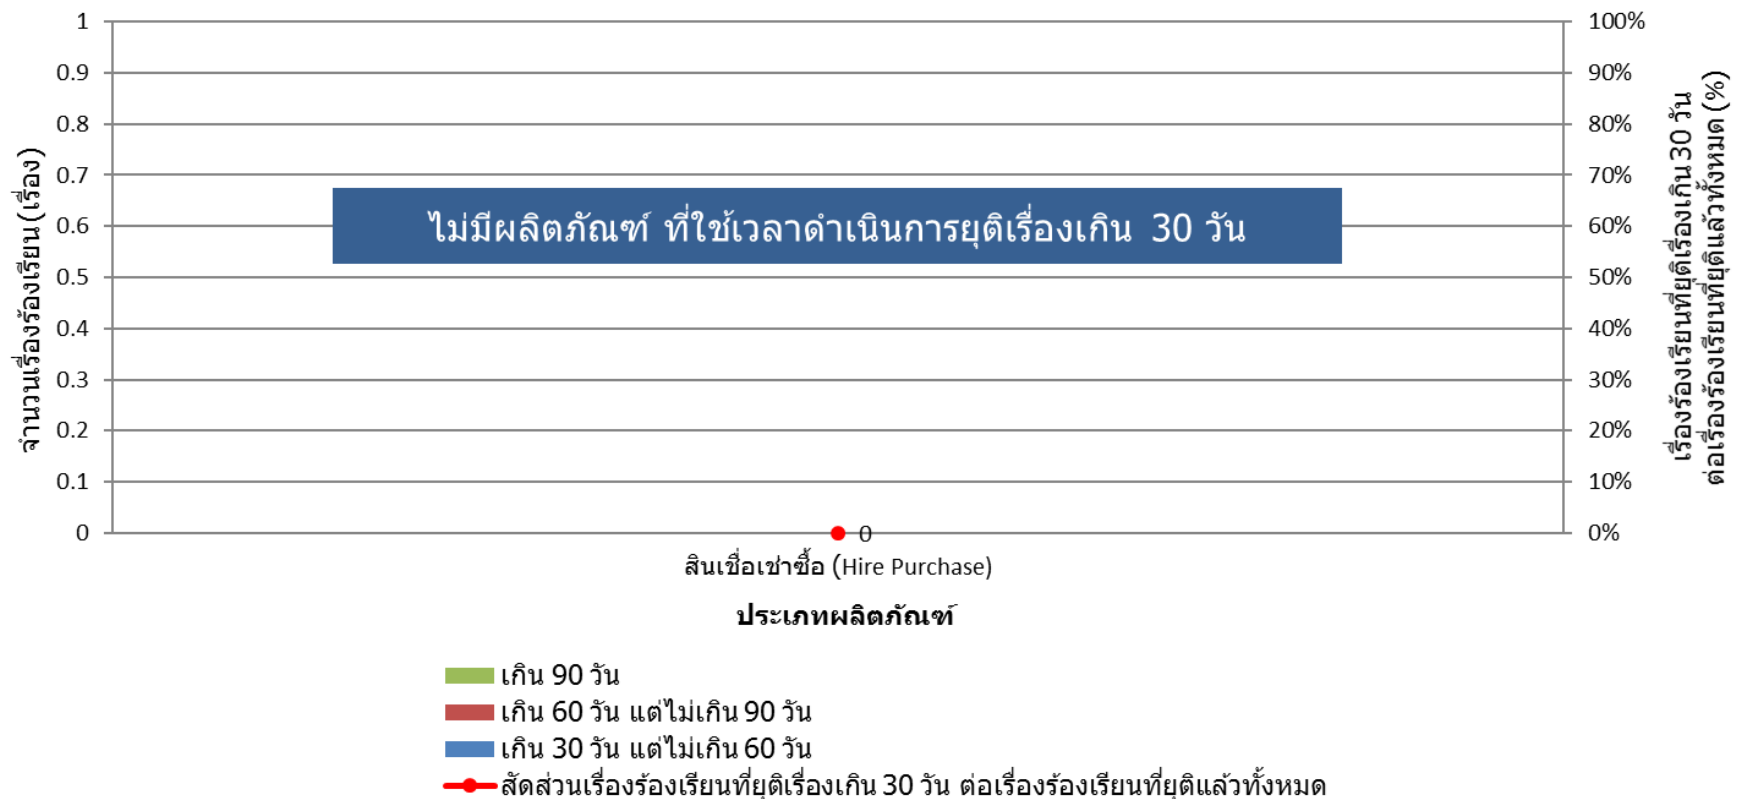 1
0.9
0.8
0.7
0.6
0.5
0.4
0.3
0.2
0.1
0
จำนวนเรื่องร้องเรียน (เรื่อง)
ไม่มีผลิตภัณฑ์ ที่ใช้เวลาดำเนินการยุติเรื่องเกิน 30 วัน
0
100%
90%
80%
70%
60%
50%
40%
30%
20%
10%
0%
เรื่องร้องเรียนที่ยุติเรื่องเกิน 30 วัน
ต่อเรื่องร้องเรียนที่ยุติแล้วทั้งหมด (%)
สินเชื่อเช่าซื้อ (Hire Purchase)
ประเภทผลิตภัณฑ์
เกิน 90 วัน
เกิน 60 วัน แต่ไม่เกิน 90 วัน
เกิน 30 วัน แต่ไม่เกิน 60 วัน
สัดส่วนเรื่องร้องเรียนที่ยุติเรื่องเกิน 30 วัน ต่อเรื่องร้องเรียนที่ยุติแล้วทั้งหมด